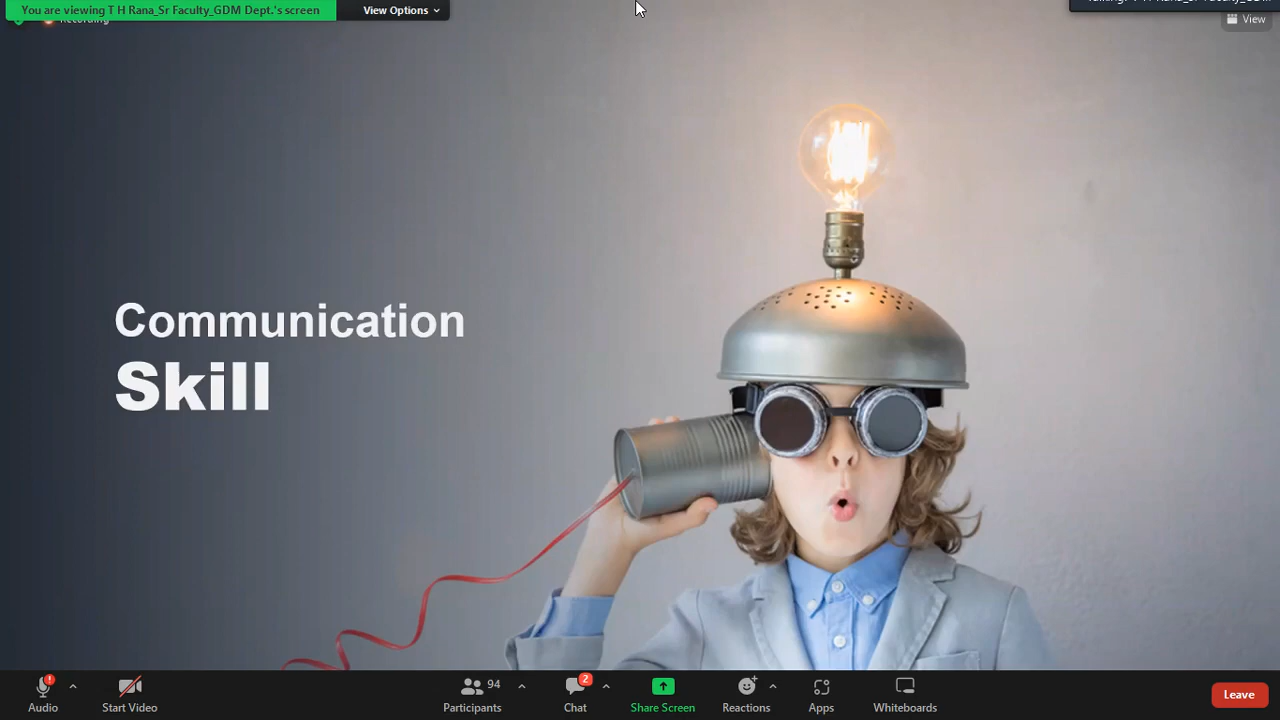 You are viewing T H Rana_Sr Faculty_GDM Dept.'s screen
View Options
Recording
View
Communication
Skill
Audio
Start Video
94
Participants
2
Chat
Share Screen
Reactions
Apps
Whiteboards
Leave